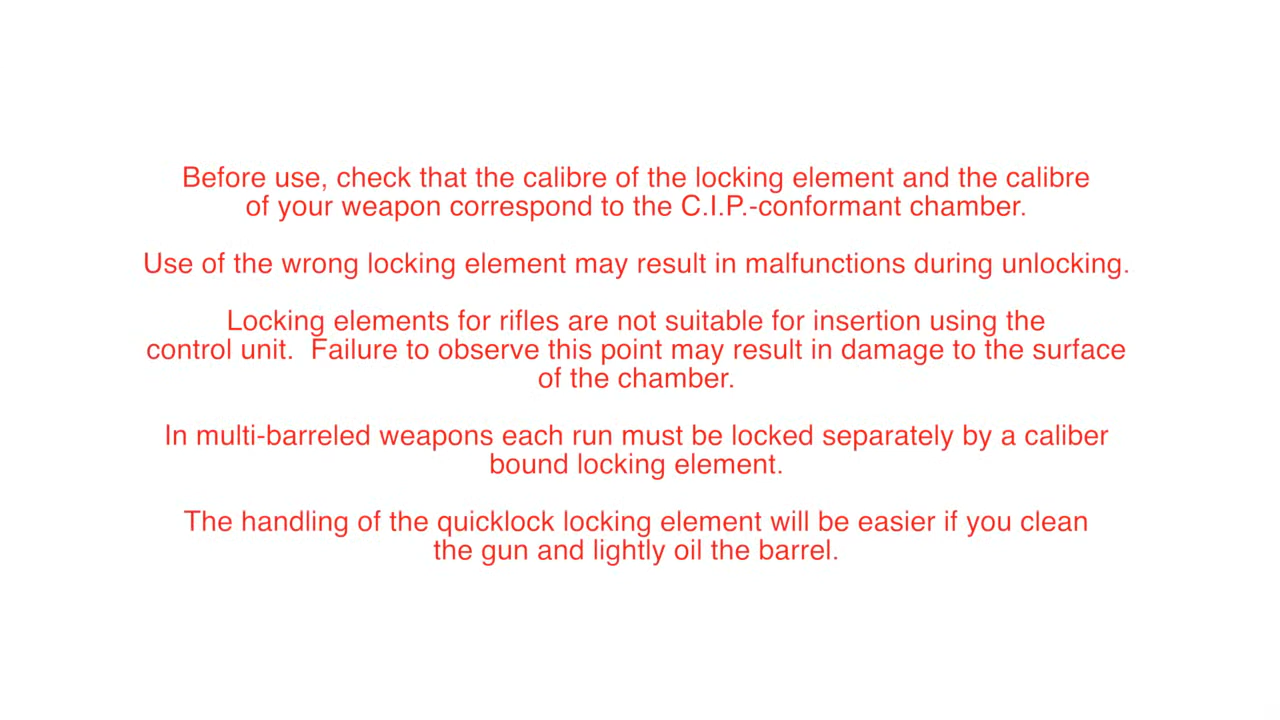 Before use, check that the calibre of the locking element and the calibre
of your weapon correspond to the C.I.P.-conformant chamber.
Use of the wrong locking element may result in malfunctions during unlocking.
Locking elements for rifles are not suitable for insertion using the
control unit.  Failure to observe this point may result in damage to the surface
of the chamber.
In multi-barreled weapons each run must be locked separately by a caliber
bound locking element.
The handling of the quicklock locking element will be easier if you clean
the gun and lightly oil the barrel.